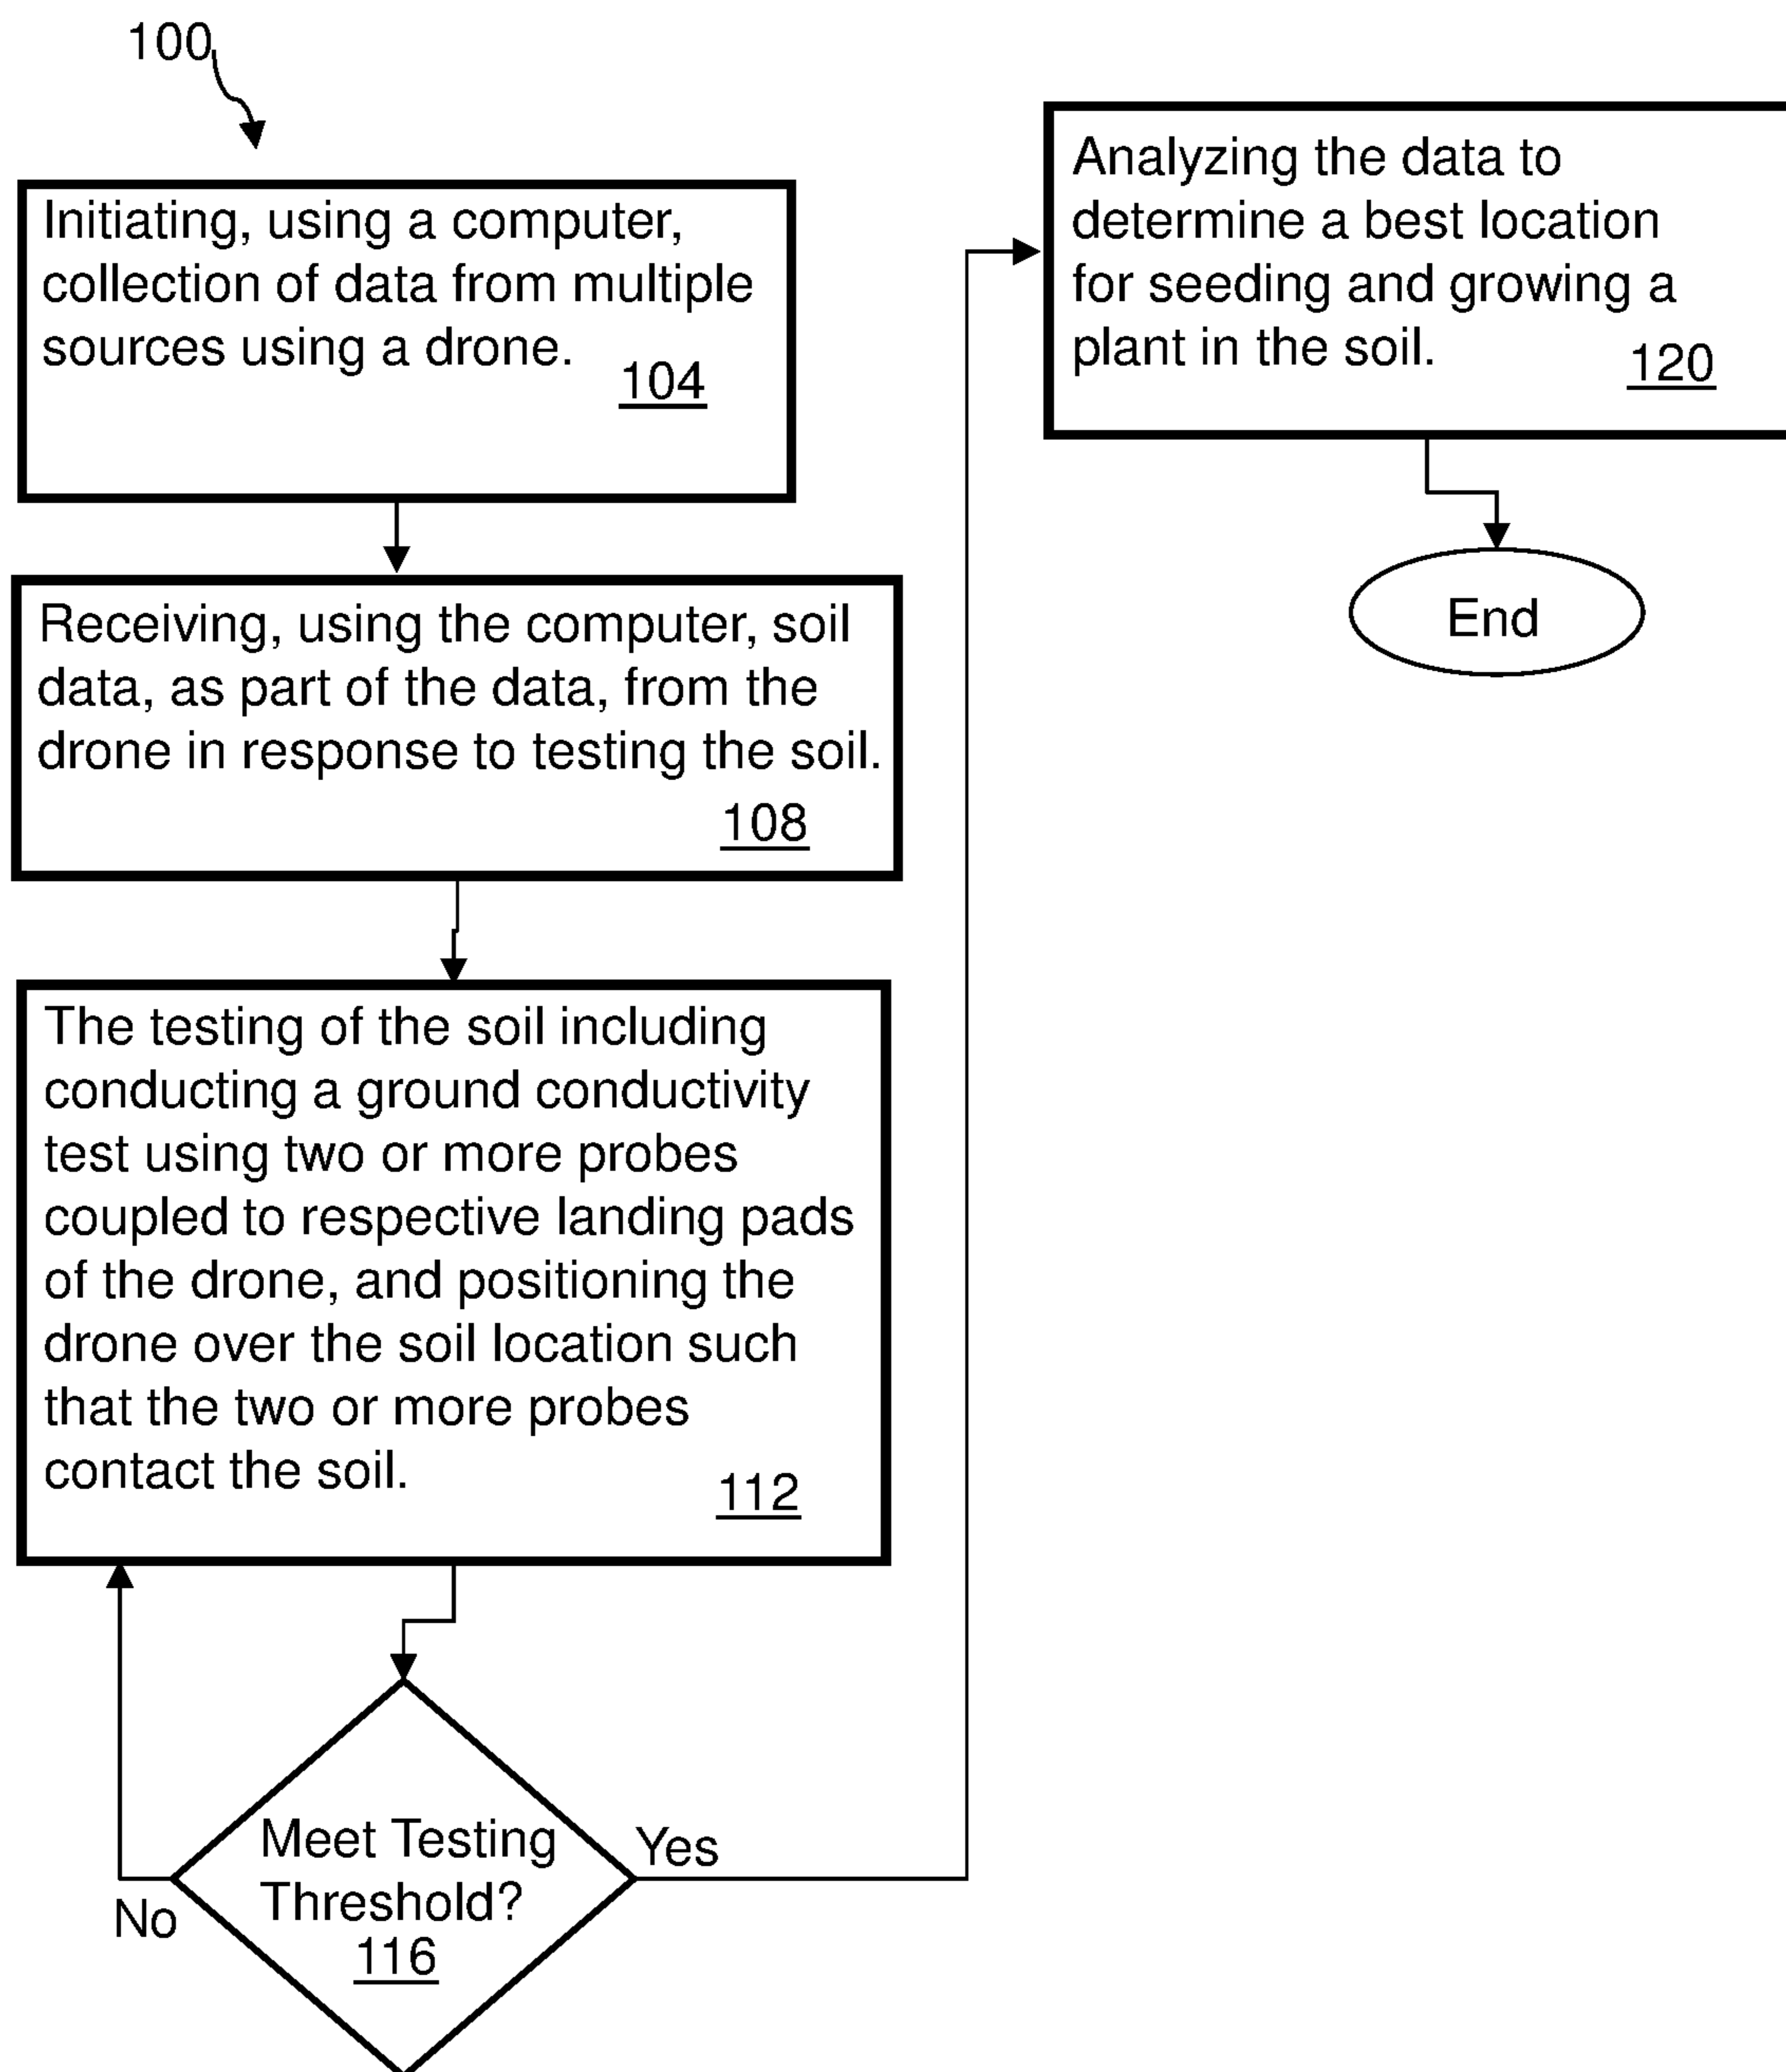 100
Initiating, using a computer,
collection of data from multiple
sources using a drone.
104
Receiving, using the computer, soil
data, as part of the data, from the
drone in response to testing the soil.
108
The testing of the soil including
conducting a ground conductivity
test using two or more probes
coupled to respective landing pads
of the drone, and positioning the
drone over the soil location such
that the two or more probes
contact the soil.
112
Meet Testing
Threshold?
116
No
Yes
Analyzing the data to
determine a best location
for seeding and growing a
plant in the soil.
120
End